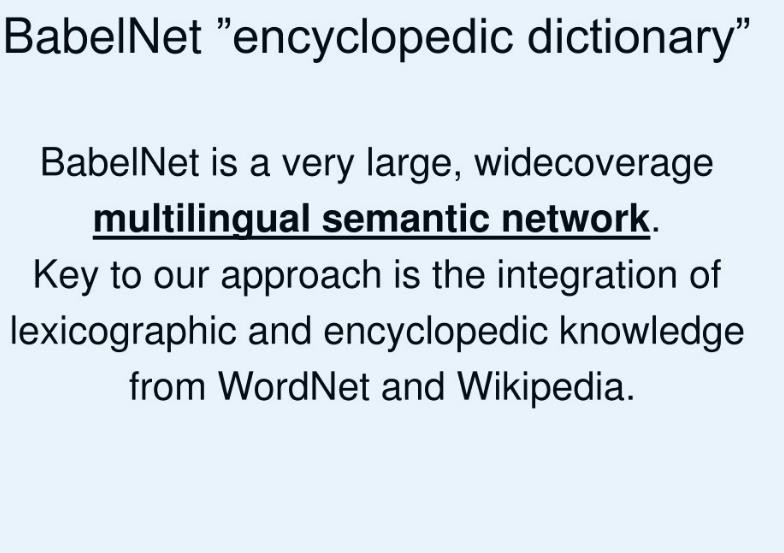 BabelNet ”encyclopedic dictionary”
BabelNet is a very large, widecoverage
multilingual semantic network.
Key to our approach is the integration of
lexicographic and encyclopedic knowledge
from WordNet and Wikipedia.